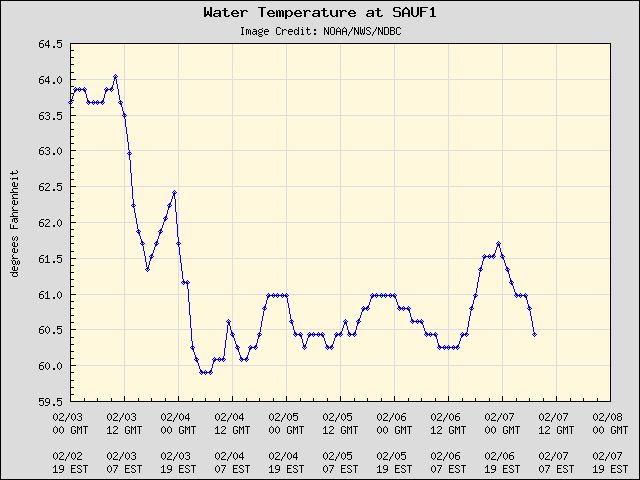 Water Temperature at SAUF1
Image Credit: NOAA/NWS/NDBC
degrees Fahrenheit
64.5
64.0
63.5
63.0
62.5
62.0
61.5
61.0
60.5
60.0
59.5
02/03 02/03 02/04 02/04 02/05 02/05 02/06 02/06 02/07 02/07 02/08
00 GMT 12 GMT 00 GMT 12 GMT 00 GMT 12 GMT 00 GMT 12 GMT 00 GMT 12 GMT 00 GMT
02/02 02/03 02/03 02/04 02/04 02/05 02/05 02/06 02/06 02/07 02/07
19 EST 07 EST 19 EST 07 EST 19 EST 07 EST 19 EST 07 EST 19 EST 07 EST 19 EST